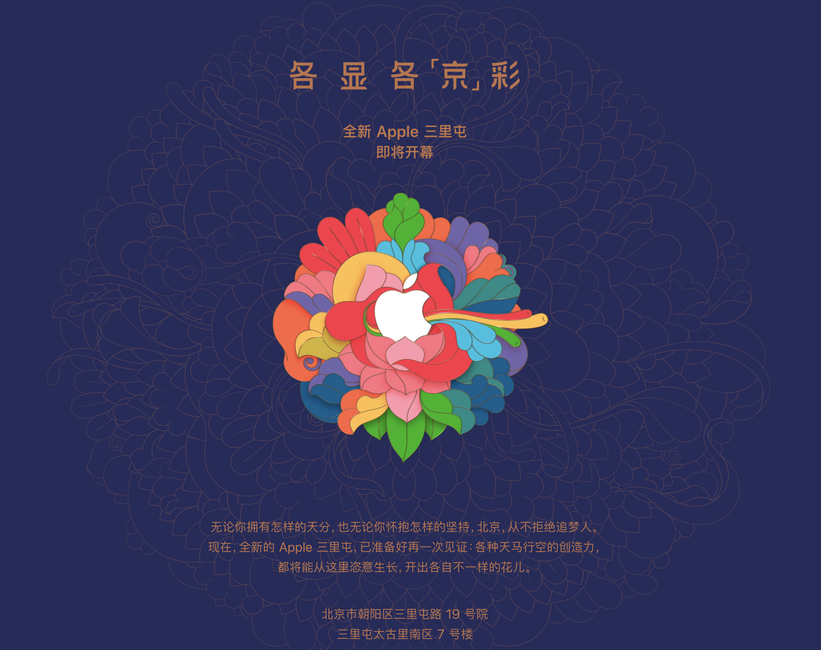 各显各「京」彩
全新 Apple 三里屯
即将开幕
无论你拥有怎样的天分，也无论你怀抱怎样的坚持，北京，从不拒绝追梦人。
现在，全新的 Apple 三里屯，已准备好再一次见证：各种天马行空的创造力，
都将能从这里恣意生长，开出各自不一样的花儿。
北京市朝阳区三里屯路 19 号院
三里屯太古里南区 7 号楼